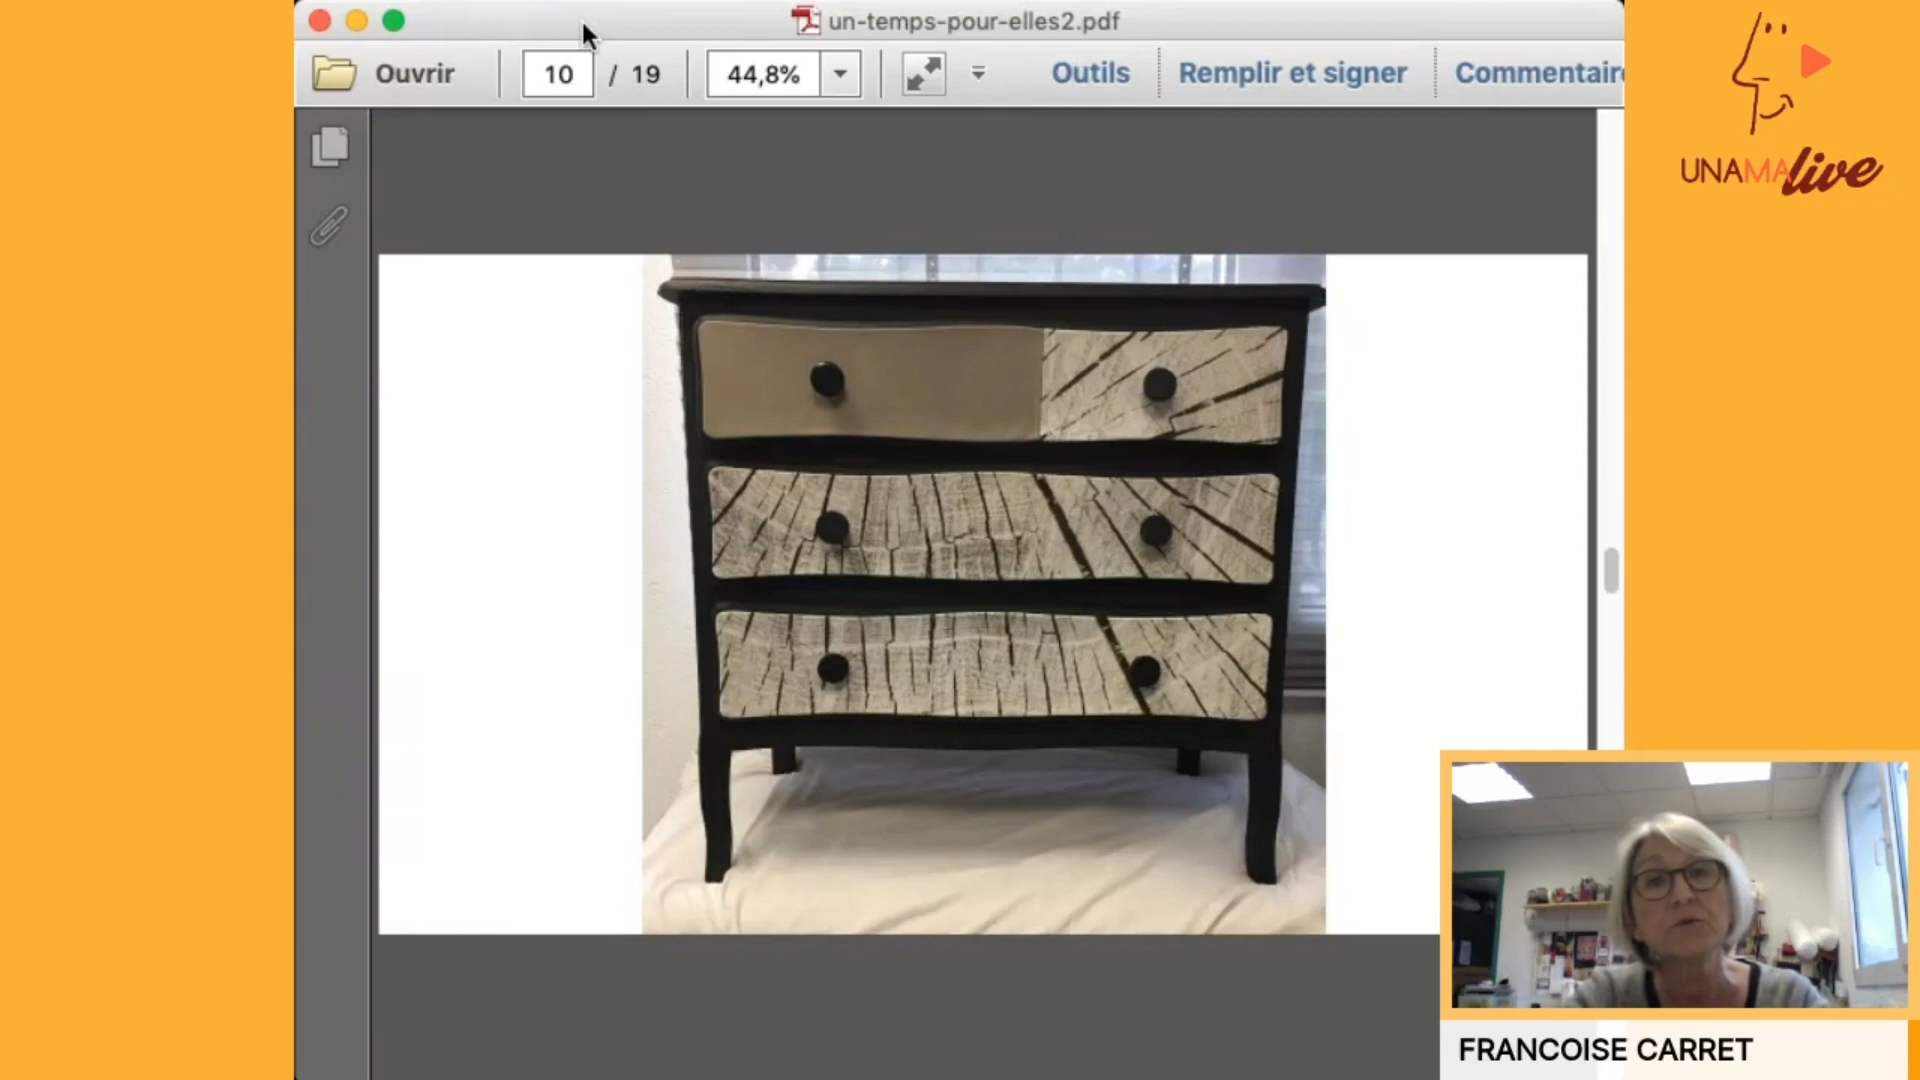 un-temps-pour-elles2.pdf
Ouvrir
10 / 19
44,8%
Outils
Remplir et signer
Commentair
UNAMAlive
FRANCOISE CARRET